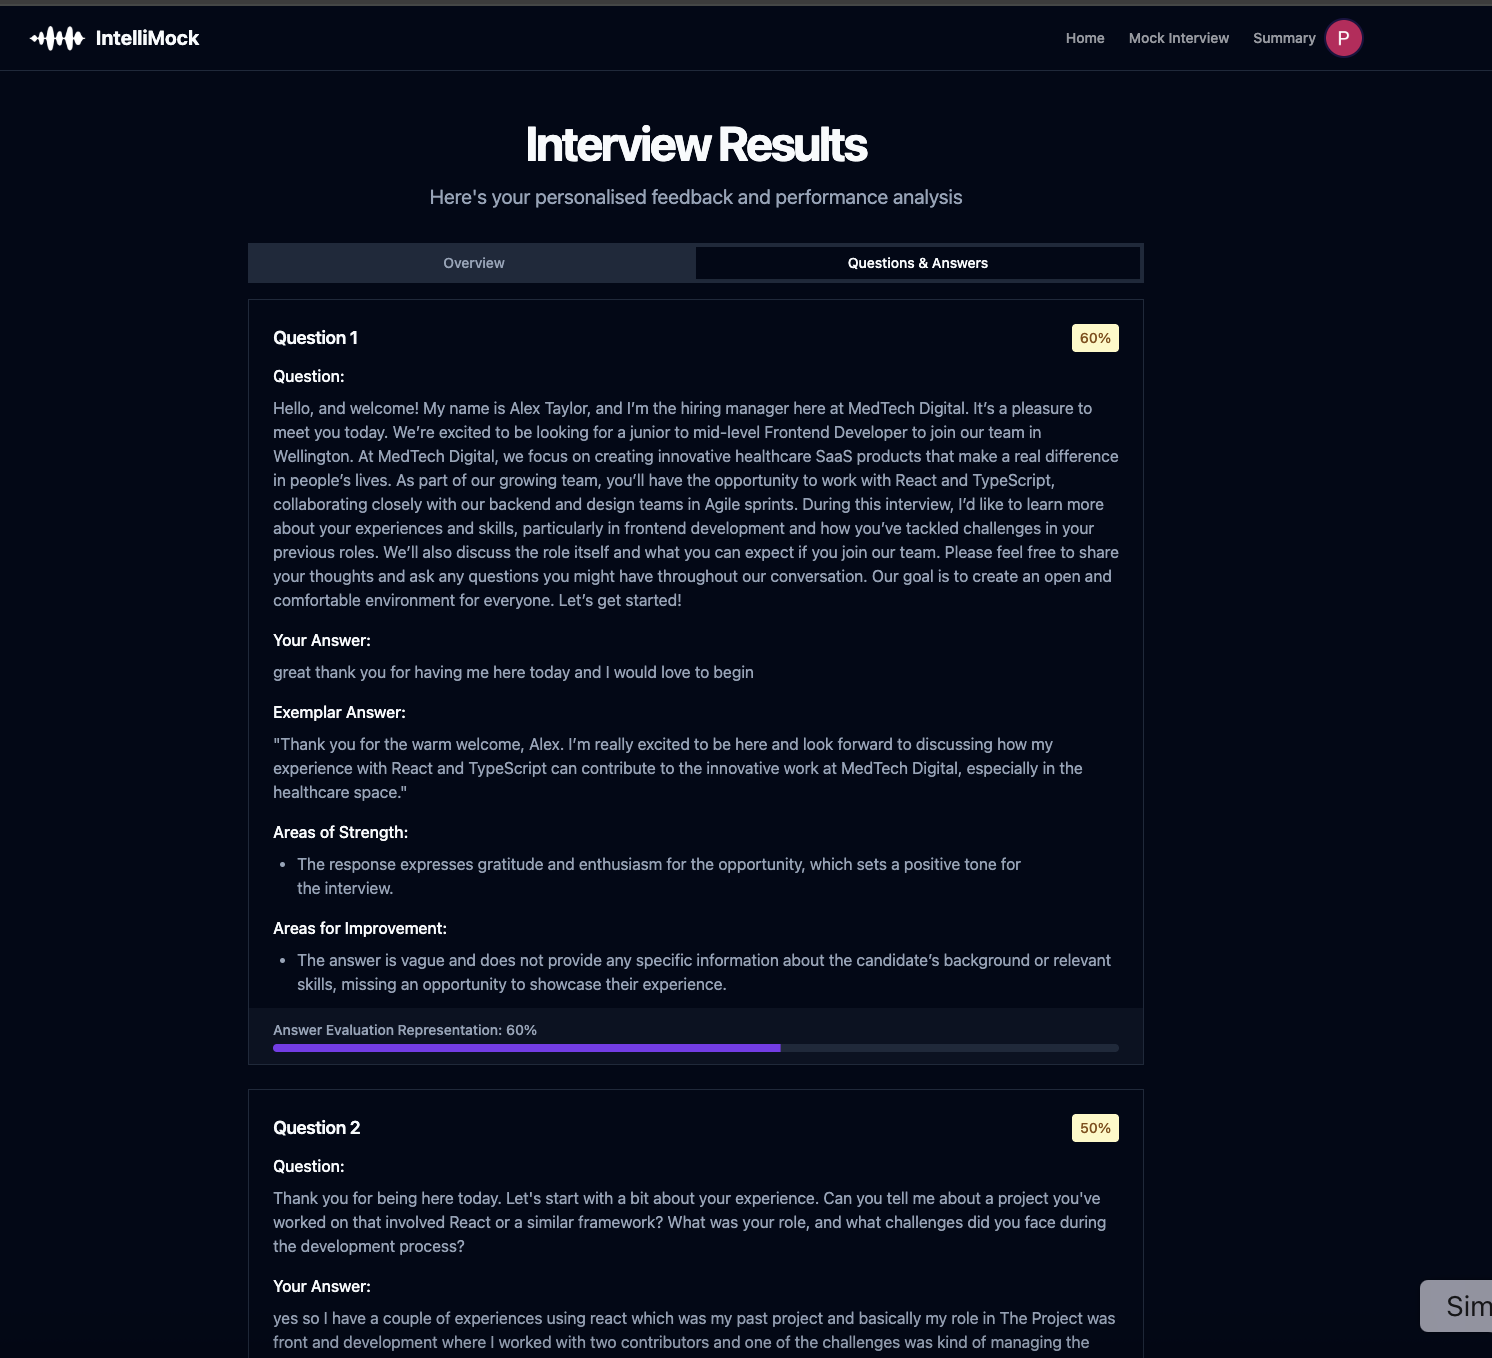 IntelliMock
Home
Mock Interview
Summary
P
Interview Results
Here's your personalised feedback and performance analysis
Overview
Questions & Answers
Question 1
60%
Question:
Hello, and welcome! My name is Alex Taylor, and I’m the hiring manager here at MedTech Digital. It’s a pleasure to
meet you today. We’re excited to be looking for a junior to mid-level Frontend Developer to join our team in
Wellington. At MedTech Digital, we focus on creating innovative healthcare SaaS products that make a real difference
in people’s lives. As part of our growing team, you’ll have the opportunity to work with React and TypeScript,
collaborating closely with our backend and design teams in Agile sprints. During this interview, I’d like to learn more
about your experiences and skills, particularly in frontend development and how you’ve tackled challenges in your
previous roles. We’ll also discuss the role itself and what you can expect if you join our team. Please feel free to share
your thoughts and ask any questions you might have throughout our conversation. Our goal is to create an open and
comfortable environment for everyone. Let’s get started!
Your Answer:
great thank you for having me here today and I would love to begin
Exemplar Answer:
"Thank you for the warm welcome, Alex. I’m really excited to be here and look forward to discussing how my
experience with React and TypeScript can contribute to the innovative work at MedTech Digital, especially in the
healthcare space."
Areas of Strength:
• The response expresses gratitude and enthusiasm for the opportunity, which sets a positive tone for
the interview.
Areas for Improvement:
• The answer is vague and does not provide any specific information about the candidate’s background or relevant
skills, missing an opportunity to showcase their experience.
Answer Evaluation Representation: 60%
Question 2
50%
Question:
Thank you for being here today. Let's start with a bit about your experience. Can you tell me about a project you've
worked on that involved React or a similar framework? What was your role, and what challenges did you face during
the development process?
Your Answer:
yes so I have a couple of experiences using react which was my past project and basically my role in The Project was
front and development where I worked with two contributors and one of the challenges was kind of managing the
Sim